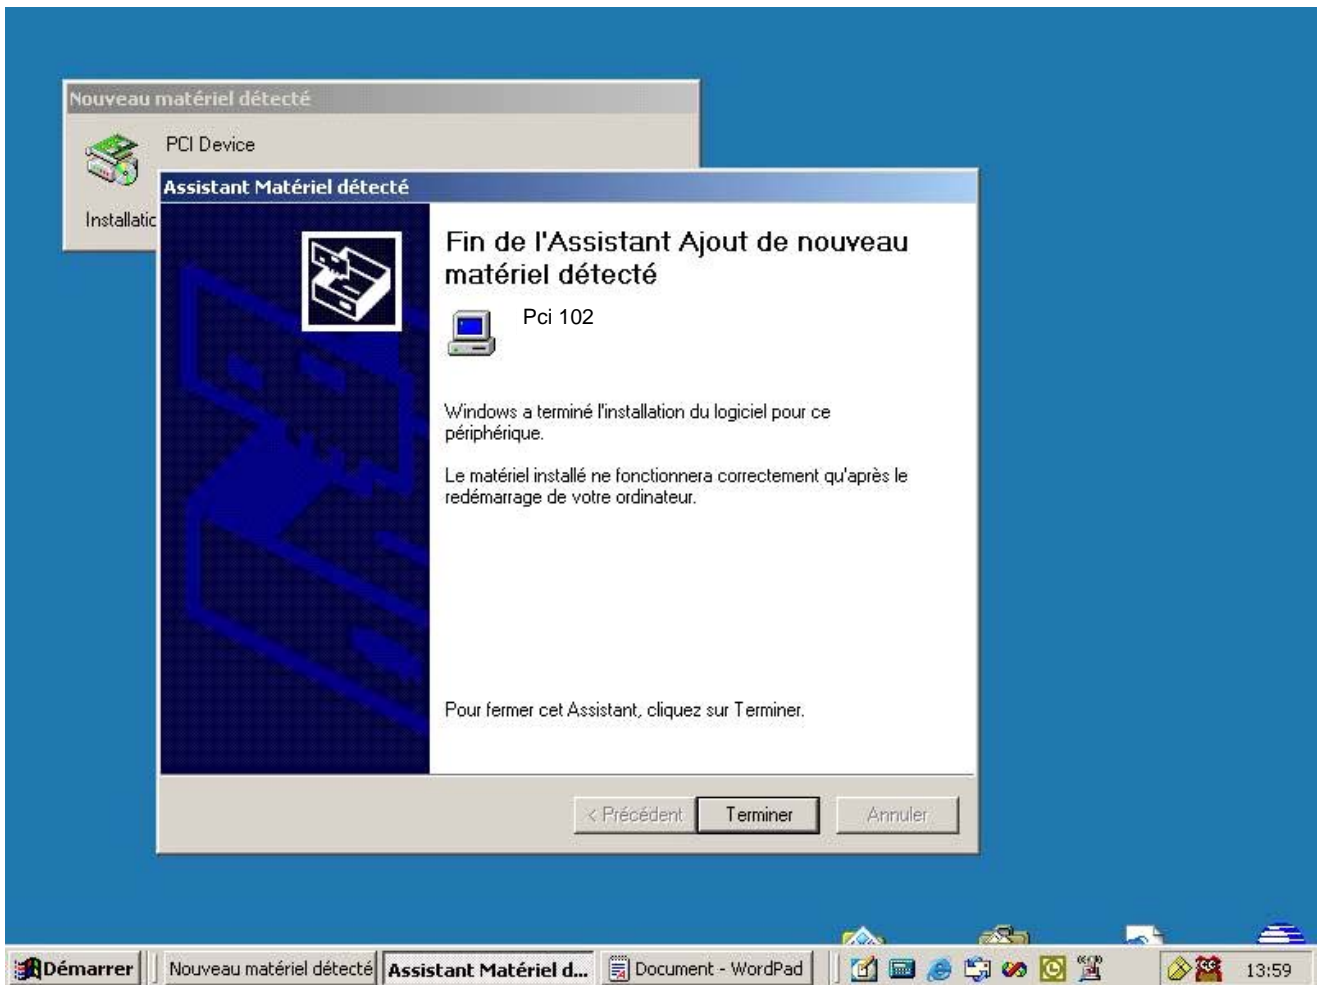 Nouveau matériel détecté
PCI Device
Assistant Matériel détecté
Installatic
Fin de l'Assistant Ajout de nouveau
matériel détecté
Pci 102
Windows a terminé l'installation du logiciel pour ce
périphérique.
Le matériel installé ne fonctionnera correctement qu'après le
redémarrage de votre ordinateur.
Pour fermer cet Assistant, cliquez sur Terminer.
< Précédent Terminer Annuler
Démarrer Nouveau matériel détecté Assistant Matériel d... Document - WordPad 13:59